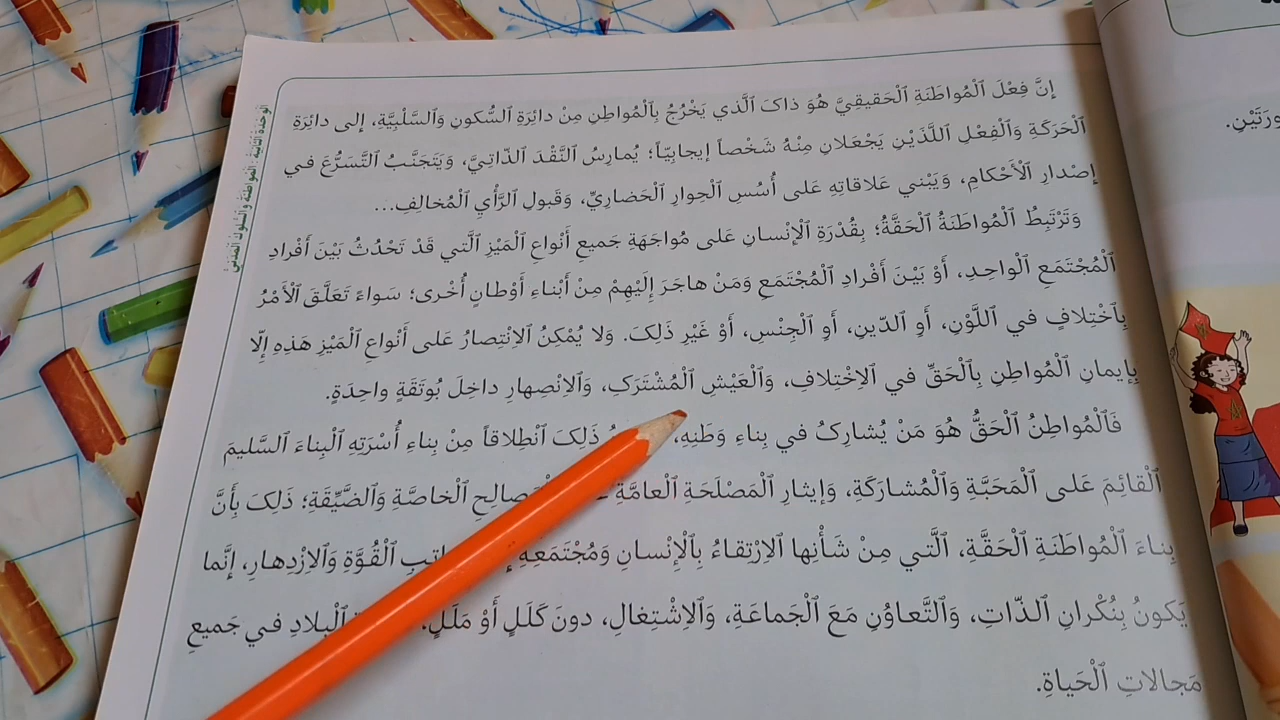 إِنَّ فِعْلَ ٱلْمُواطَنَةِ ٱلْحَقيقِيَّ هُوَ ذاكَ ٱلَّذي يَخْرُجُ بِٱلْمُواطِنِ مِنْ دائِرَةِ ٱلسُّكونِ وَٱلسَّلْبِيَّةِ، إِلى دائِرَةِ
ٱلْحَرَكَةِ وَٱلْفِعْلِ ٱللَّذَيْنِ يَجْعَلانِ مِنْهُ شَخْصاً إيجابِيّاً؛ يُمارِسُ ٱلنَّقْدَ ٱلذّاتِيَّ، وَيَتَجَنَّبُ ٱلتَّسَرُّعَ في
إِصْدارِ ٱلْأَحْكامِ، وَيَبْني عَلاقاتِهِ عَلى أُسُسِ ٱلْحِوارِ ٱلْحَضارِيِّ، وَقَبولِ ٱلرَّأْيِ ٱلْمُخالِفِ...
وَتَرْتَبِطُ ٱلْمُواطَنَةُ ٱلْحَقَّةُ؛ بِقُدْرَةِ ٱلْإِنْسانِ عَلى مُواجَهَةِ جَميعِ أَنْواعِ ٱلْمَيْزِ ٱلَّتي قَدْ تَحْدُثُ بَيْنَ أَفْرادِ
ٱلْمُجْتَمَعِ ٱلْواحِدِ، أَوْ بَيْنَ أَفْرادِ ٱلْمُجْتَمَعِ وَمَنْ هاجَرَ إِلَيْهِمْ مِنْ أَبْناءِ أَوْطانٍ أُخْرى؛ سَواءً تَعَلَّقَ ٱلْأَمْرُ
بِٱخْتِلافٍ في ٱللَّوْنِ، أَوِ ٱلدّينِ، أَوِ ٱلْجِنْسِ، أَوْ غَيْرِ ذَلِكَ. وَلا يُمْكِنُ ٱلِانْتِصارُ عَلى أَنْواعِ ٱلْمَيْزِ هَذِهِ إِلّا
بِإيمانِ ٱلْمُواطِنِ بِٱلْحَقِّ في ٱلِاخْتِلافِ، وَٱلْعَيْشِ ٱلْمُشْتَرَكِ، وَٱلِانْصِهارِ داخِلَ بُوتَقَةٍ واحِدَةٍ.
فَٱلْمُواطِنُ ٱلْحَقُّ هُوَ مَنْ يُشارِكُ في بِناءِ وَطَنِهِ، ذَلِكَ ٱنْطِلاقاً مِنْ بِناءِ أُسْرَتِهِ ٱلْبِناءَ ٱلسَّليمَ
ٱلْقائِمَ عَلى ٱلْمَحَبَّةِ وَٱلْمُشارَكَةِ، وَإيثارِ ٱلْمَصْلَحَةِ ٱلْعامَّةِ ٱلْمَصالِحِ ٱلْخاصَّةِ وَٱلضَّيِّقَةِ؛ ذَلِكَ بِأَنَّ
بِناءَ ٱلْمُواطَنَةِ ٱلْحَقَّةِ، ٱلَّتي مِنْ شَأْنِها ٱلِارْتِقاءُ بِٱلْإِنْسانِ وَمُجْتَمَعِهِ ٱلْقُوَّةِ وَٱلِازْدِهارِ، إِنَّما
يَكونُ بِنُكْرانِ ٱلذّاتِ، وَٱلتَّعاوُنِ مَعَ ٱلْجَماعَةِ، وَٱلِاشْتِغالِ، دونَ كَلَلٍ أَوْ مَلَلٍ، ٱلْبِلادِ في جَميعِ
مَجالاتِ ٱلْحَياةِ.
الوحدة الثانية: المواطنة والسلوك المدني
ورَتَيْنِ.